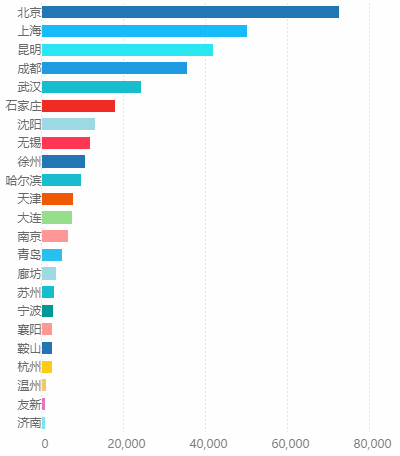 北京
上海
昆明
成都
武汉
石家庄
沈阳
无锡
徐州
哈尔滨
天津
大连
南京
青岛
廊坊
苏州
宁波
襄阳
鞍山
杭州
温州
友新
济南
0 20,000 40,000 60,000 80,000